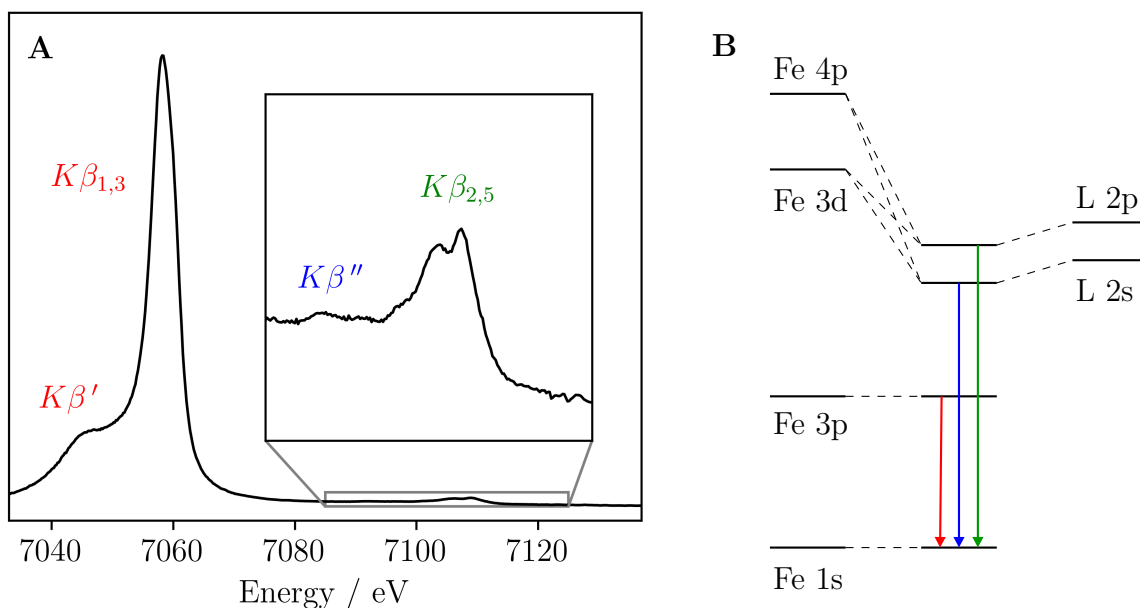 A
Kβ₁,₃
Kβ′
Kβ″
Kβ₂,₅
7040 7060 7080 7100 7120
Energy / eV
B
Fe 4p
Fe 3d
L 2p
L 2s
Fe 3p
Fe 1s